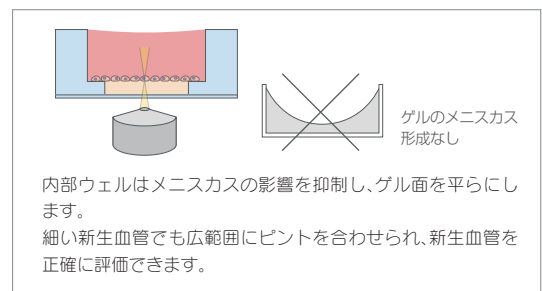 ゲルのメニスカス
形成なし
内部ウェルはメニスカスの影響を抑制し、ゲル面を平らにし
ます。
細い新生血管でも広範囲にピントを合わせられ、新生血管を
正確に評価できます。